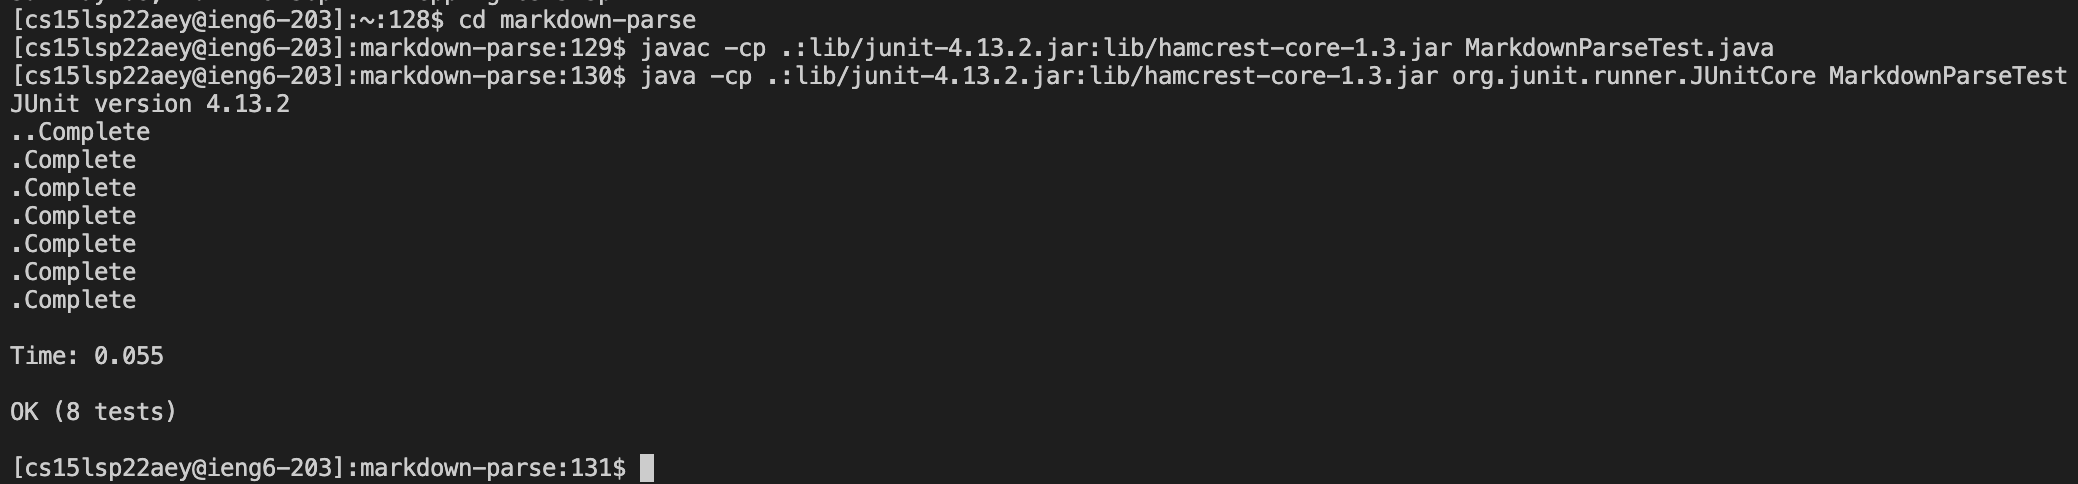 [cs15lsp22aey@ieng6-203]:~:128$ cd markdown-parse
[cs15lsp22aey@ieng6-203]:markdown-parse:129$ javac -cp .:lib/junit-4.13.2.jar:lib/hamcrest-core-1.3.jar MarkdownParseTest.java
[cs15lsp22aey@ieng6-203]:markdown-parse:130$ java -cp .:lib/junit-4.13.2.jar:lib/hamcrest-core-1.3.jar org.junit.runner.JUnitCore MarkdownParseTest
JUnit version 4.13.2
..Complete
.Complete
.Complete
.Complete
.Complete
.Complete
.Complete
Time: 0.055
OK (8 tests)
[cs15lsp22aey@ieng6-203]:markdown-parse:131$